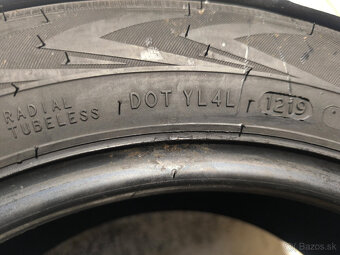 RADIAL
TUBELESS
DOT YL4L 1219
Bazos.sk